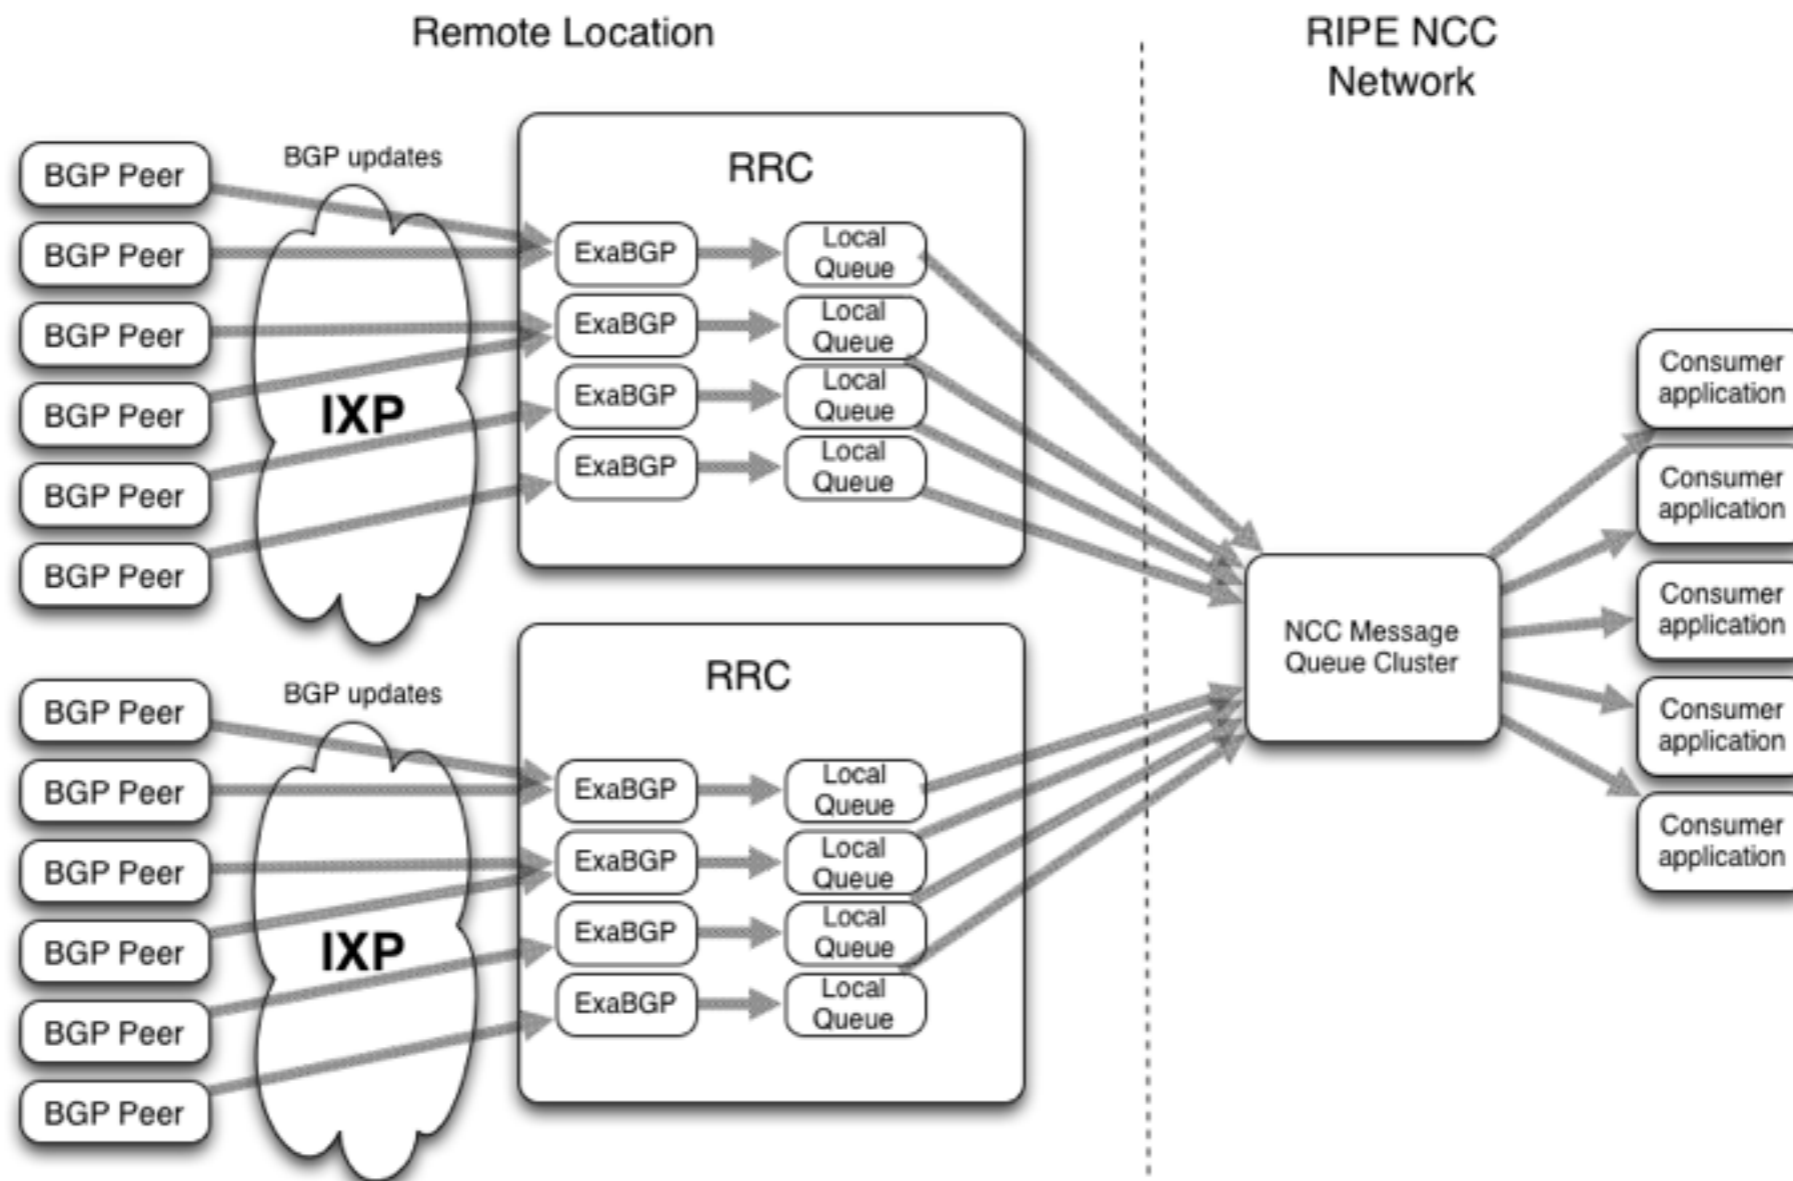 Remote Location
RIPE NCC
Network
BGP updates
RRC
BGP Peer
BGP Peer
BGP Peer
BGP Peer
BGP Peer
BGP Peer
IXP
ExaBGP
Local
Queue
ExaBGP
Local
Queue
ExaBGP
Local
Queue
ExaBGP
Local
Queue
BGP updates
RRC
BGP Peer
BGP Peer
BGP Peer
BGP Peer
BGP Peer
BGP Peer
IXP
ExaBGP
Local
Queue
ExaBGP
Local
Queue
ExaBGP
Local
Queue
ExaBGP
Local
Queue
NCC Message
Queue Cluster
Consumer
application
Consumer
application
Consumer
application
Consumer
application
Consumer
application